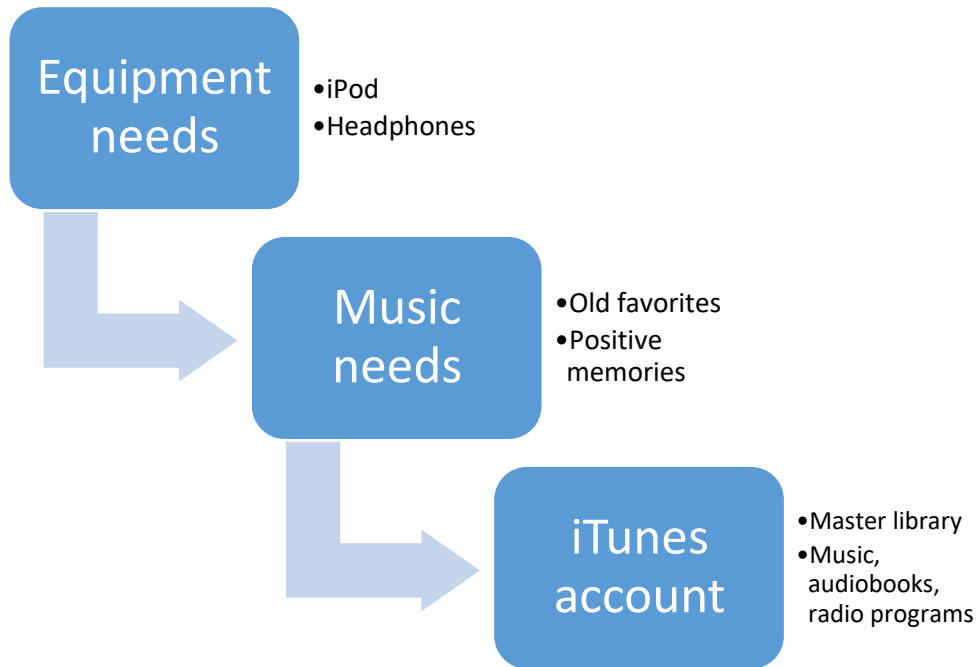 Equipment
needs
•iPod
•Headphones
Music
needs
•Old favorites
•Positive
memories
iTunes
account
•Master library
•Music,
audiobooks,
radio programs